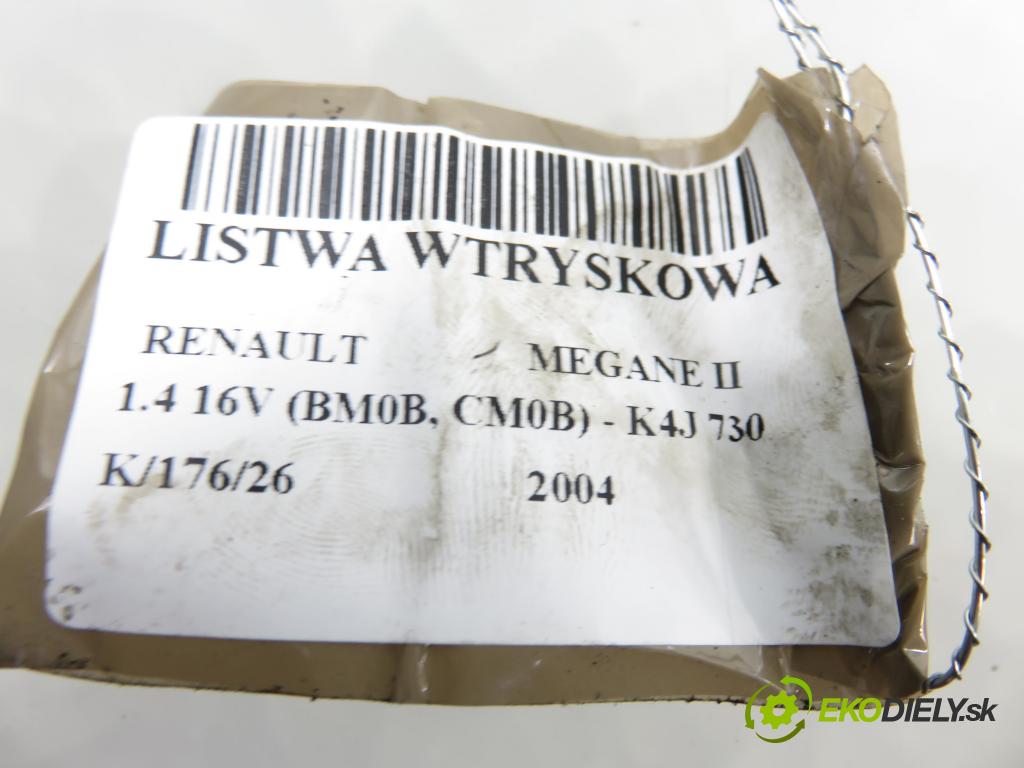 LISTWA WTRYSKOWA
RENAULT MEGANE II
1.4 16V (BM0B, CM0B) - K4J 730
K/176/26 2004
EKODIELY.sk